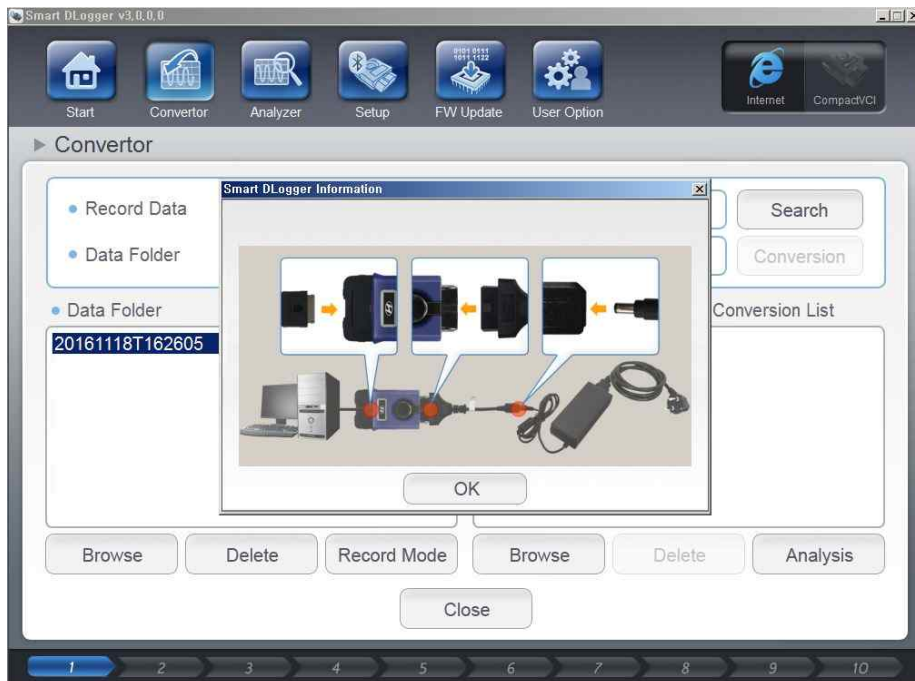 Smart DLogger v3.0.0.0
0101 0111
1011 1122
Start
Convertor
Analyzer
Setup
FW Update
User Option
Internet
CompactVCI
Convertor
Smart DLogger Information
Record Data
Search
Data Folder
Conversion
Data Folder
Conversion List
20161118T162605
OK
Browse
Delete
Record Mode
Browse
Delete
Analysis
Close
1 2 3 4 5 6 7 8 9 10